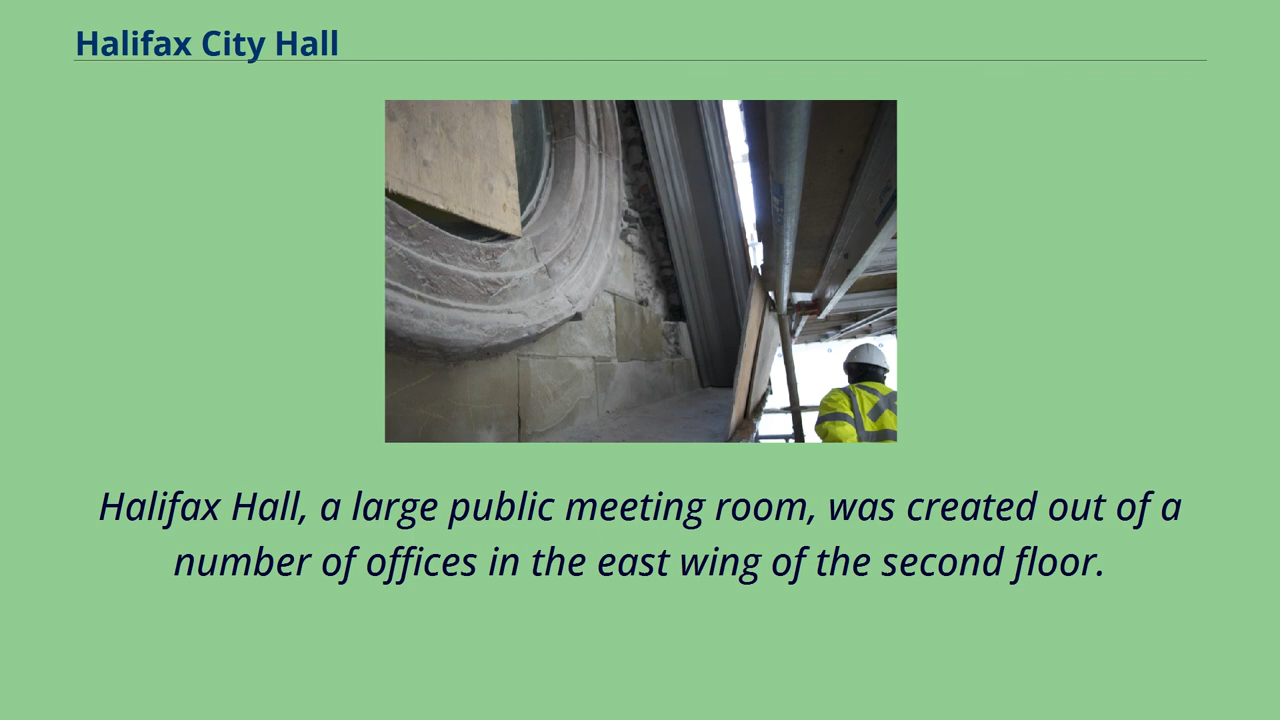 Halifax City Hall
Halifax Hall, a large public meeting room, was created out of a
number of offices in the east wing of the second floor.